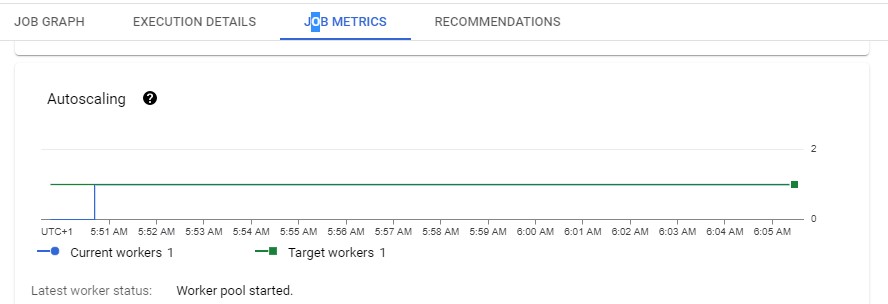 JOB GRAPH EXECUTION DETAILS JOB METRICS RECOMMENDATIONS
Autoscaling ?
2
0
UTC+1 5:51 AM 5:52 AM 5:53 AM 5:54 AM 5:55 AM 5:56 AM 5:57 AM 5:58 AM 5:59 AM 6:00 AM 6:01 AM 6:02 AM 6:03 AM 6:04 AM 6:05 AM
Current workers 1 Target workers 1
Latest worker status: Worker pool started.